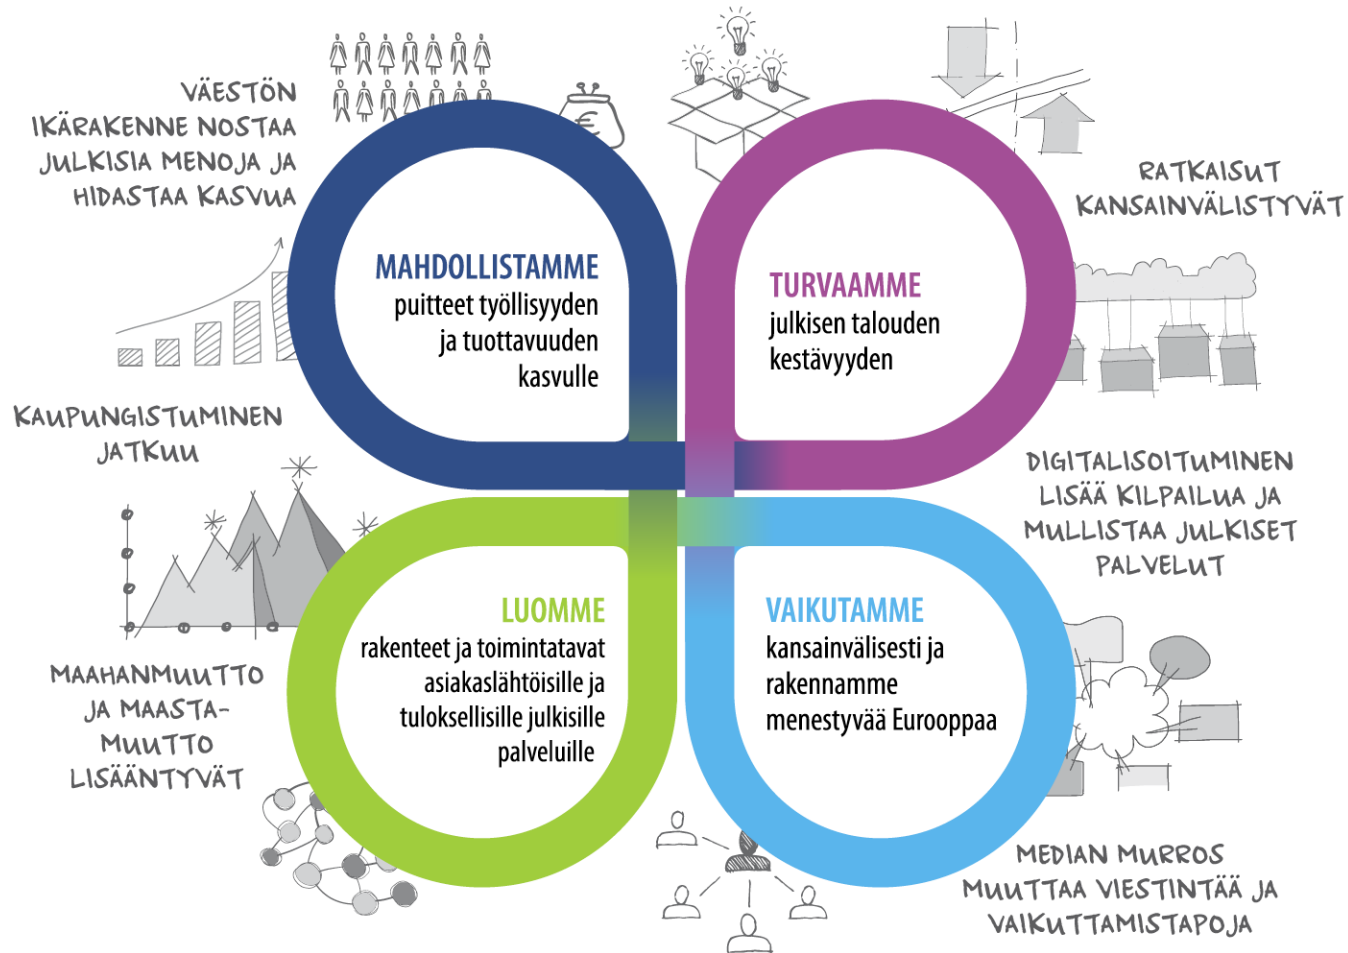 VÄESTÖN
IKÄRAKENNE NOSTAA
JULKISIA MENOJA JA
HIDASTAA KASVUA
€
RATKAISUT
KANSAINVÄLISTYVÄT
MAHDOLLISTAMME
puitteet työllisyyden
ja tuottavuuden
kasvulle
TURVAAMME
julkisen talouden
kestävyyden
KAUPUNGISTUMINEN
JATKUU
DIGITALISOITUMINEN
LISÄÄ KILPAILUA JA
MULLISTAA JULKISET
PALVELUT
LUOMME
rakenteet ja toimintatavat
asiakaslähtöisille ja
tuloksellisille julkisille
palveluille
VAIKUTAMME
kansainvälisesti ja
rakennamme
menestyvää Eurooppaa
MAAHANMUUTTO
JA MAASTA-
MUUTTO
LISÄÄNTYVÄT
MEDIAN MURROS
MUUTTAA VIESTINTÄÄ JA
VAIKUTTAMISTAPOJA